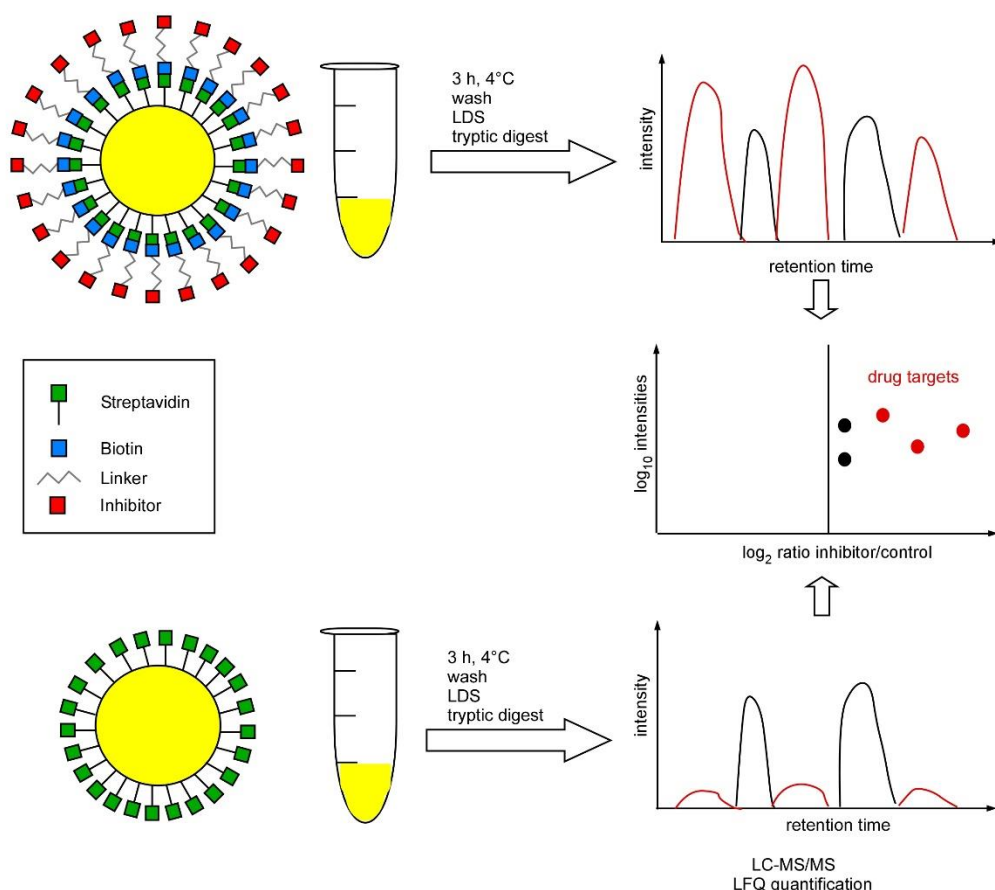 3 h, 4°C
wash
LDS
tryptic digest
intensity
retention time
Streptavidin
Biotin
Linker
Inhibitor
drug targets
log10 intensities
log2 ratio inhibitor/control
3 h, 4°C
wash
LDS
tryptic digest
intensity
retention time
LC-MS/MS
LFQ quantification